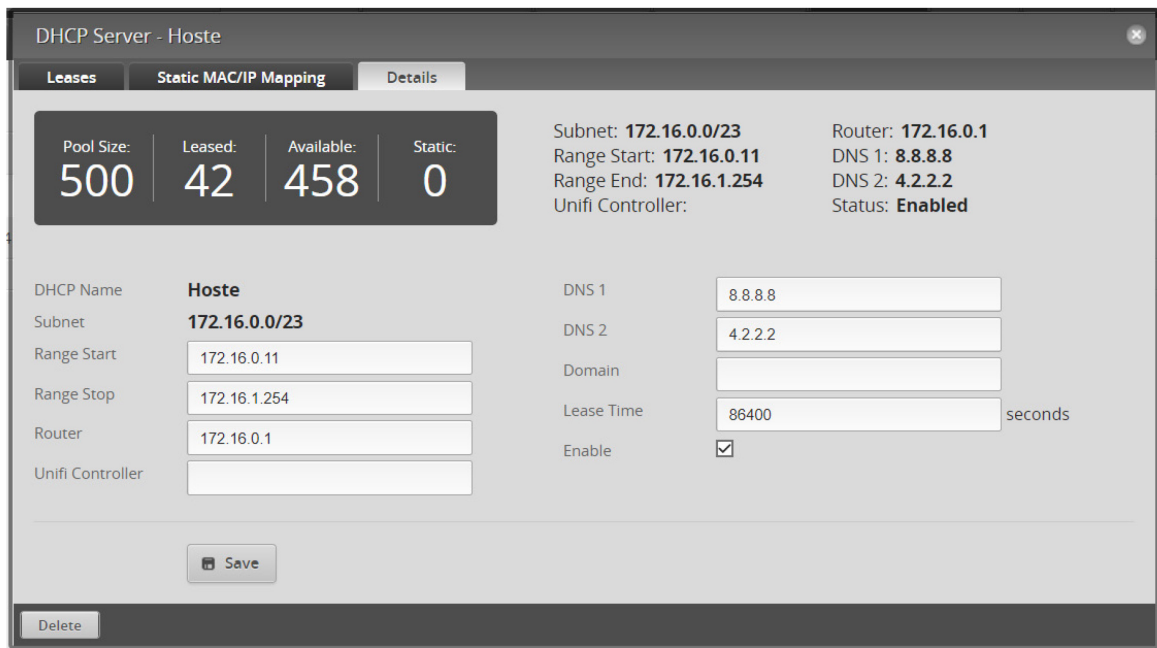 DHCP Server - Hoste
Leases Static MAC/IP Mapping Details
Pool Size: Leased: Available: Static:
500 42 458 0
Subnet: 172.16.0.0/23 Router: 172.16.0.1
Range Start: 172.16.0.11 DNS 1: 8.8.8.8
Range End: 172.16.1.254 DNS 2: 4.2.2.2
Unifi Controller: Status: Enabled
DHCP Name Hoste
Subnet 172.16.0.0/23
Range Start 172.16.0.11
Range Stop 172.16.1.254
Router 172.16.0.1
Unifi Controller
DNS 1 8.8.8.8
DNS 2 4.2.2.2
Domain
Lease Time 86400 seconds
Enable
Save
Delete